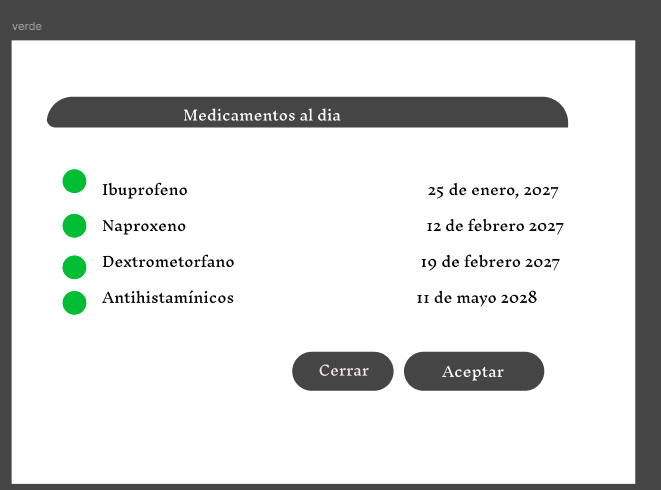 verde
Medicamentos al dia
Ibuprofeno 25 de enero, 2027
Naproxeno 12 de febrero 2027
Dextrometorfano 19 de febrero 2027
Antihistamínicos 11 de mayo 2028
Cerrar Aceptar